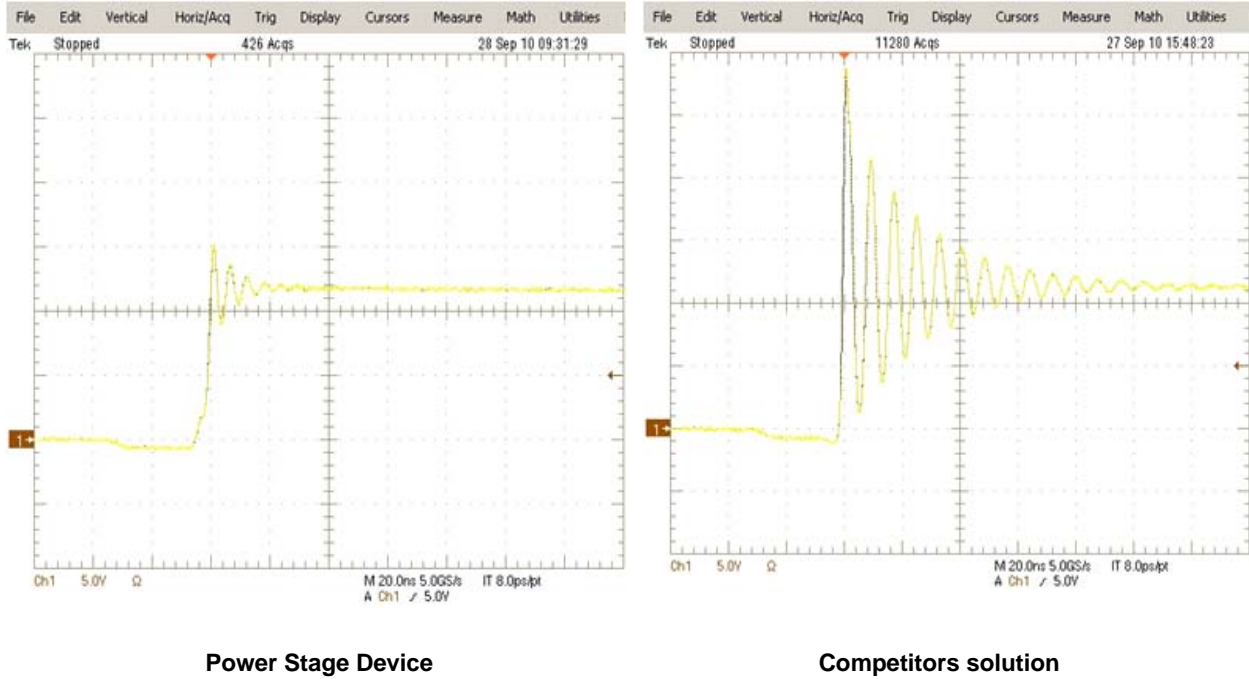 File Edit Vertical Horiz/Acq Trig Display Cursors Measure Math Utilities
Tek Stopped 426 Acqs 28 Sep 10 09:31:29
1
Ch1 5.0V Ω M 20.0ns 5.0GS/s IT 8.0ps/pt
A Ch1 5.0V
Power Stage Device
File Edit Vertical Horiz/Acq Trig Display Cursors Measure Math Utilities
Tek Stopped 11280 Acqs 27 Sep 10 15:48:23
1
Ch1 5.0V Ω M 20.0ns 5.0GS/s IT 8.0ps/pt
A Ch1 5.0V
Competitors solution